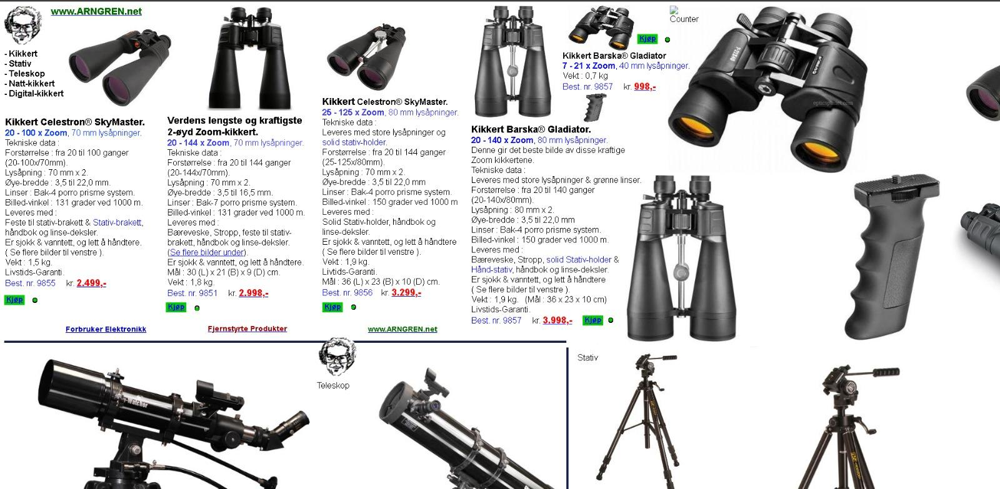 www.ARNGREN.net
- Kikkert
- Stativ
- Teleskop
- Natt-kikkert
- Digital-kikkert
Kikkert Celestron® SkyMaster.
20 - 100 x Zoom, 70 mm lysåpninger.
Tekniske data :
Forstørrelse : fra 20 til 100 ganger
(20-100x/70mm).
Lysåpning : 70 mm x 2.
Øye-bredde : 3,5 til 22,0 mm.
Linser : Bak-4 porro prisme system.
Billed-vinkel : 131 grader ved 1000 m.
Leveres med :
Feste til stativ-brakett & Stativ-brakett,
håndbok og linse-deksler.
Er sjokk & vanntett, og lett å håndtere.
( Se flere bilder til venstre ).
Vekt : 1,5 kg.
Livstids-Garanti.
Best. nr. 9855 kr. 2.499,-
Kjøp
Verdens lengste og kraftigste
2-øyd Zoom-kikkert.
20 - 144 x Zoom, 70 mm lysåpninger.
Tekniske data :
Forstørrelse : fra 20 til 144 ganger
(20-144x/70mm).
Lysåpning : 70 mm x 2.
Øye-bredde : 3,5 til 16,5 mm.
Linser : Bak-7 porro prisme system.
Billed-vinkel : 131 grader ved 1000 m.
Leveres med :
Bæreveske, Stropp, feste til stativ-
brakett, håndbok og linse-deksler.
(Se flere bilder under).
Er sjokk & vanntett, og lett å håndtere.
Mål : 30 (L) x 21 (B) x 9 (D) cm.
Vekt : 1,8 kg.
Best. nr. 9851 kr. 2.998,-
Kjøp
Kikkert Celestron® SkyMaster.
25 - 125 x Zoom, 80 mm lysåpninger.
Tekniske data :
Leveres med store lysåpninger og
solid stativ-holder.
Forstørrelse : fra 20 til 144 ganger
(25-125x/80mm).
Lysåpning : 70 mm x 2.
Øye-bredde : 3,5 til 22,0 mm
Linser : Bak-4 porro prisme system.
Billed-vinkel : 150 grader ved 1000 m
Leveres med :
Solid Stativ-holder, håndbok og
linse-deksler.
Er sjokk & vanntett, og lett å håndtere
( Se flere bilder til venstre ).
Vekt : 1,9 kg.
Livtids-Garanti.
Mål : 36 (L) x 23 (B) x 10 (D) cm.
Best. nr. 9856 kr. 3.299,-
Kjøp
Kikkert Barska® Gladiator
7 - 21 x Zoom, 40 mm lysåpninger.
Vekt : 0,7 kg
Best. nr. 9857 kr. 998,-
Kjøp
Counter
Kikkert Barska® Gladiator.
20 - 140 x Zoom, 80 mm lysåpninger.
Denne gir det beste bilde av disse kraftige
Zoom kikkertene.
Tekniske data :
Leveres med store lysåpninger & grønne linser.
Forstørrelse : fra 20 til 140 ganger
(20-140x/80mm).
Lysåpning : 80 mm x 2.
Øye-bredde : 3,5 til 22,0 mm
Linser : Bak-4 porro prisme system.
Billed-vinkel : 150 grader ved 1000 m.
Leveres med :
Bæreveske, Stropp, solid Stativ-holder &
Hånd-stativ, håndbok og linse-deksler.
Er sjokk & vanntett, og lett å håndtere
( Se flere bilder til venstre ).
Vekt : 1,9 kg. (Mål : 36 x 23 x 10 cm)
Livstids-Garanti.
Best. nr. 9857 kr. 3.998,- Kjøp
opticsplanet.com
Forbruker Elektronikk
Fjernstyrte Produkter
www.ARNGREN.net
Teleskop
Stativ